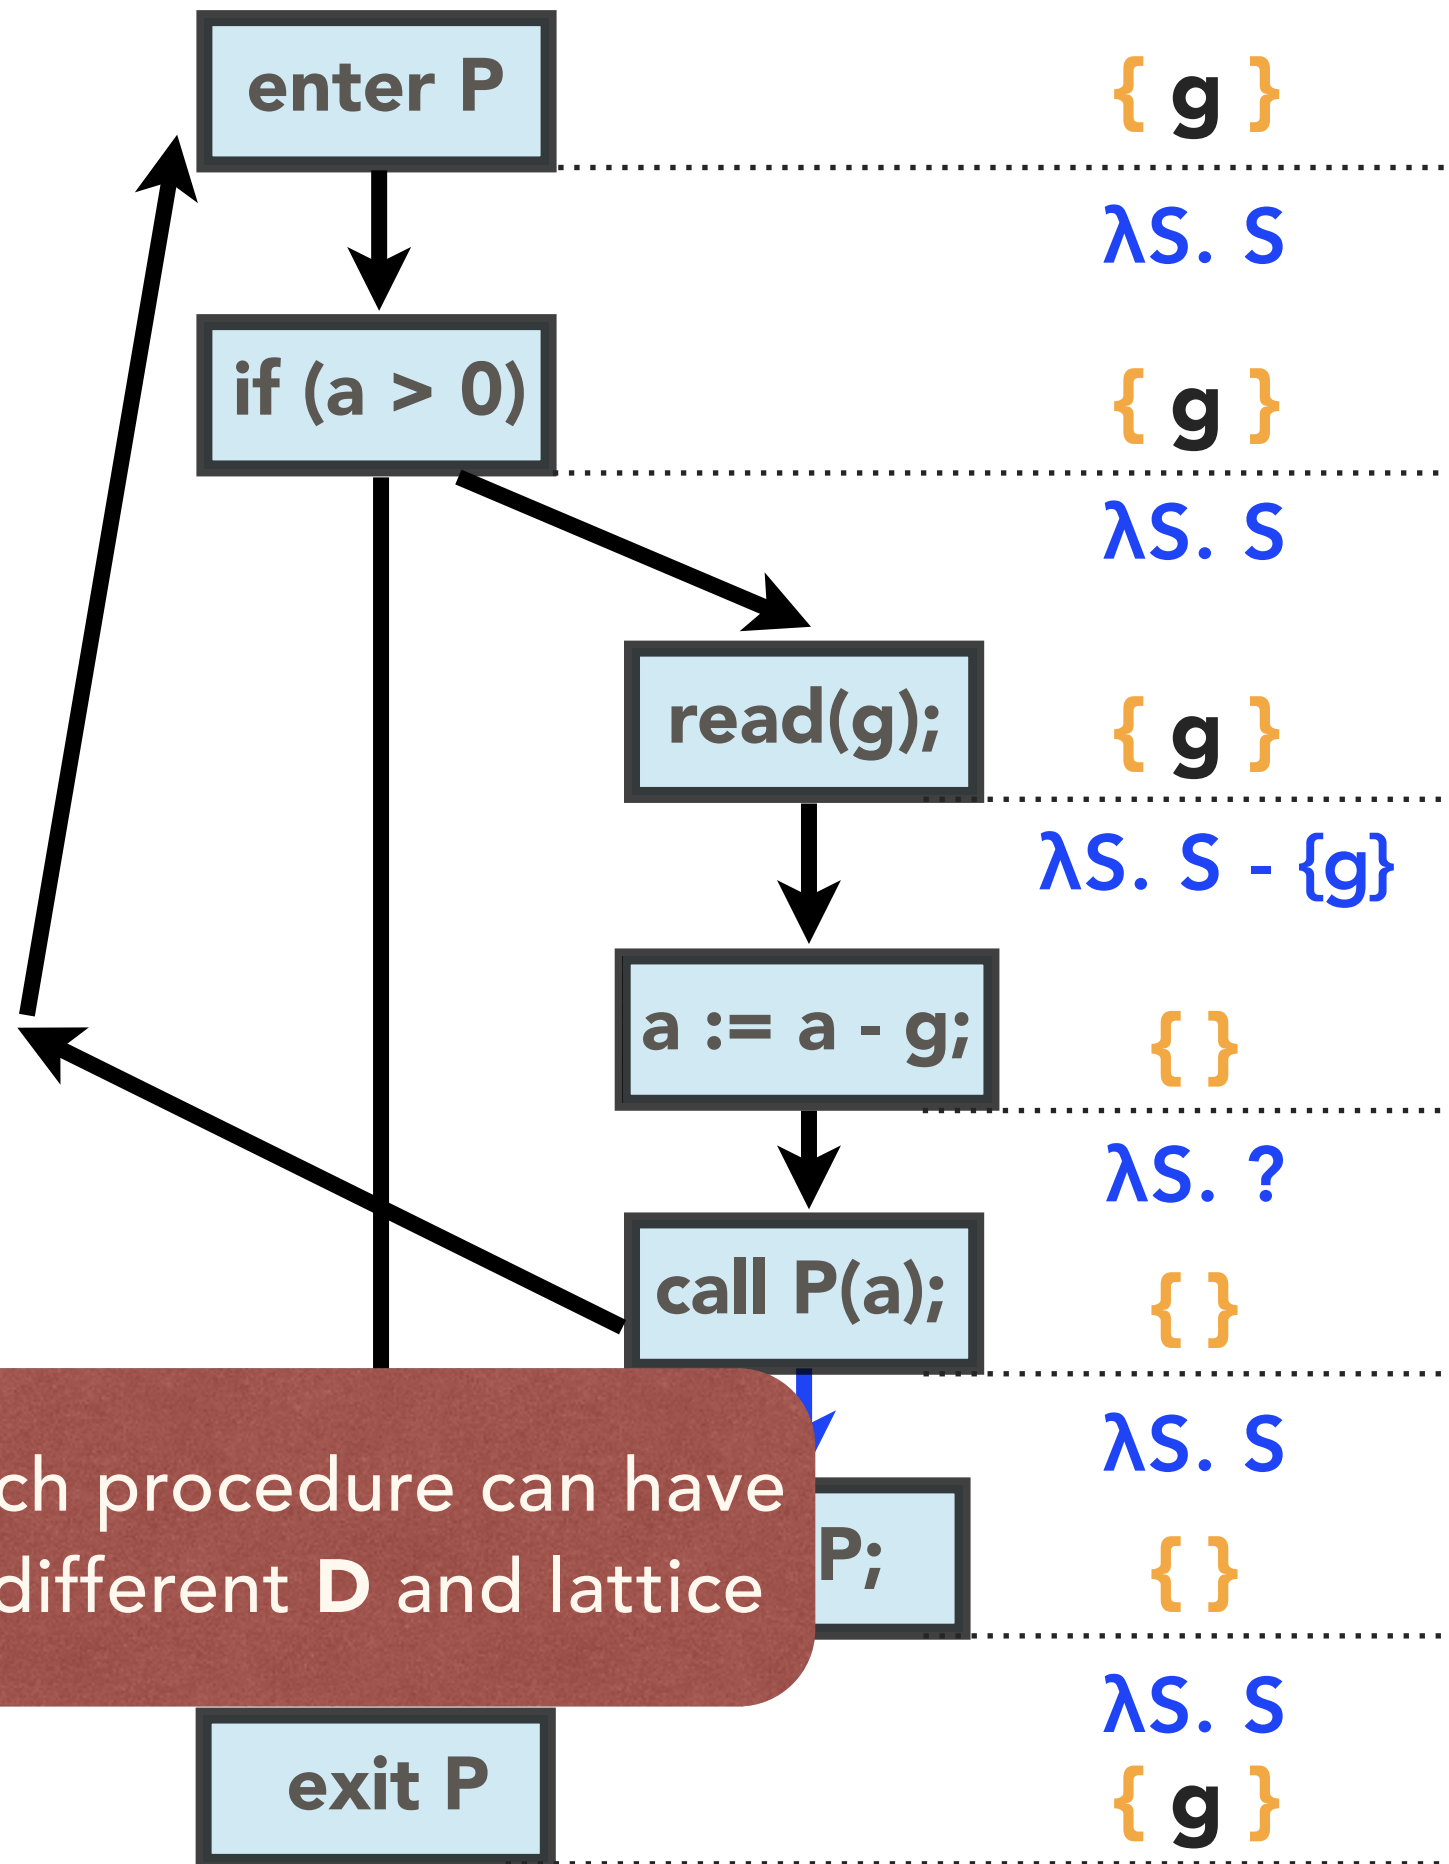 enter P
{ g }
λS. S
if (a > 0)
{ g }
λS. S
read(g);
{ g }
λS. S - {g}
a := a - g;
{ }
λS. ?
call P(a);
{ }
λS. S
ch procedure can have
different D and lattice
P;
{ }
λS. S
exit P
{ g }